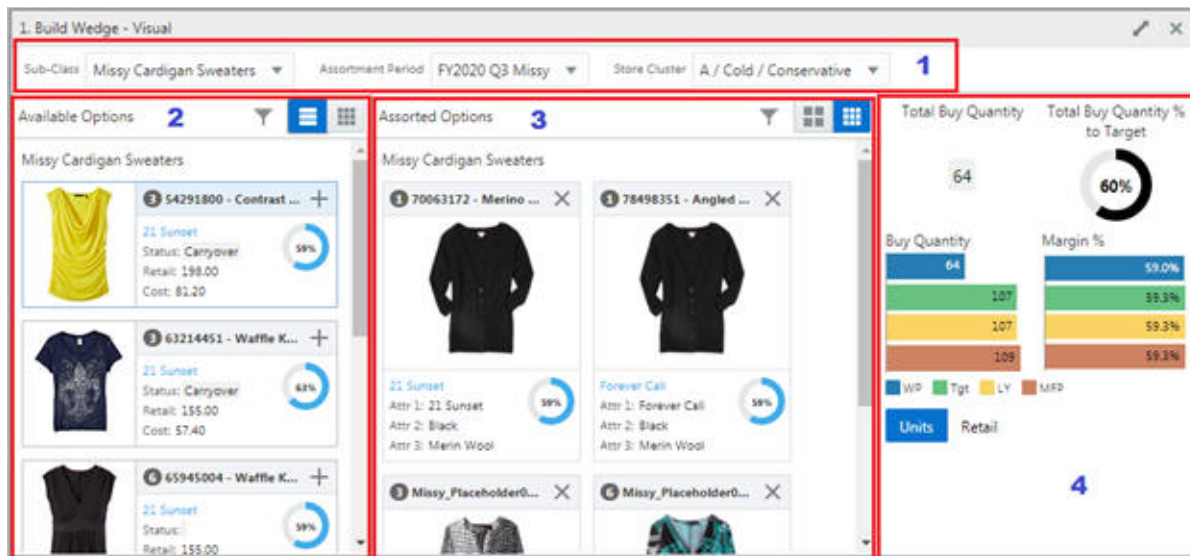 1. Build Wedge - Visual
Sub-Class Missy Cardigan Sweaters Assortment Period FY2020 Q3 Missy Store Cluster A / Cold / Conservative 1
Available Options 2
Missy Cardigan Sweaters
3 54291800 - Contrast ...
21 Sunset
Status: Carryover
Retail: 198.00
Cost: 81.20
59%
3 63214451 - Waffle K...
21 Sunset
Status: Carryover
Retail: 155.00
Cost: 57.40
63%
6 65945004 - Waffle K...
21 Sunset
Status:
Retail: 155.00
59%
Assorted Options 3
Missy Cardigan Sweaters
1 70063172 - Merino ...
21 Sunset
Attr 1: 21 Sunset
Attr 2: Black
Attr 3: Merin Wool
59%
1 78498351 - Angled ...
Forever Cali
Attr 1: Forever Cali
Attr 2: Black
Attr 3: Merin Wool
59%
3 Missy_Placeholder0...
6 Missy_Placeholder0...
Total Buy Quantity
64
Total Buy Quantity %
to Target
60%
Buy Quantity
64
107
107
109
Margin %
59.0%
59.3%
59.3%
59.3%
WP Tgt LY MFP
Units Retail
4